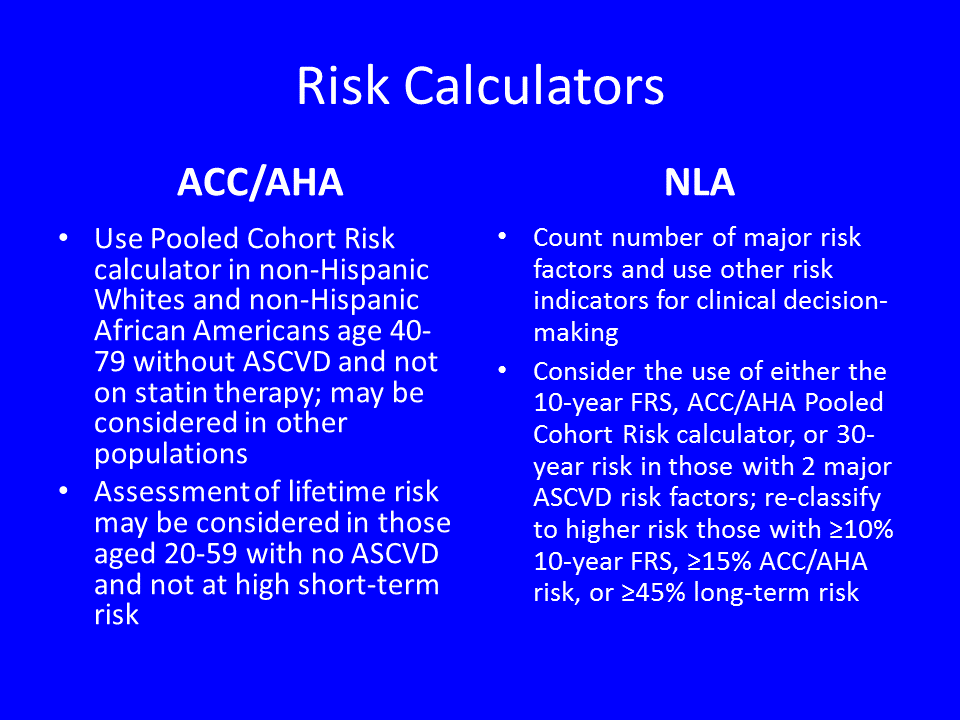 Risk Calculators
ACC/AHA
• Use Pooled Cohort Risk
calculator in non-Hispanic
Whites and non-Hispanic
African Americans age 40-
79 without ASCVD and not
on statin therapy; may be
considered in other
populations
• Assessment of lifetime risk
may be considered in those
aged 20-59 with no ASCVD
and not at high short-term
risk
NLA
• Count number of major risk
factors and use other risk
indicators for clinical decision-
making
• Consider the use of either the
10-year FRS, ACC/AHA Pooled
Cohort Risk calculator, or 30-
year risk in those with 2 major
ASCVD risk factors; re-classify
to higher risk those with ≥10%
10-year FRS, ≥15% ACC/AHA
risk, or ≥45% long-term risk